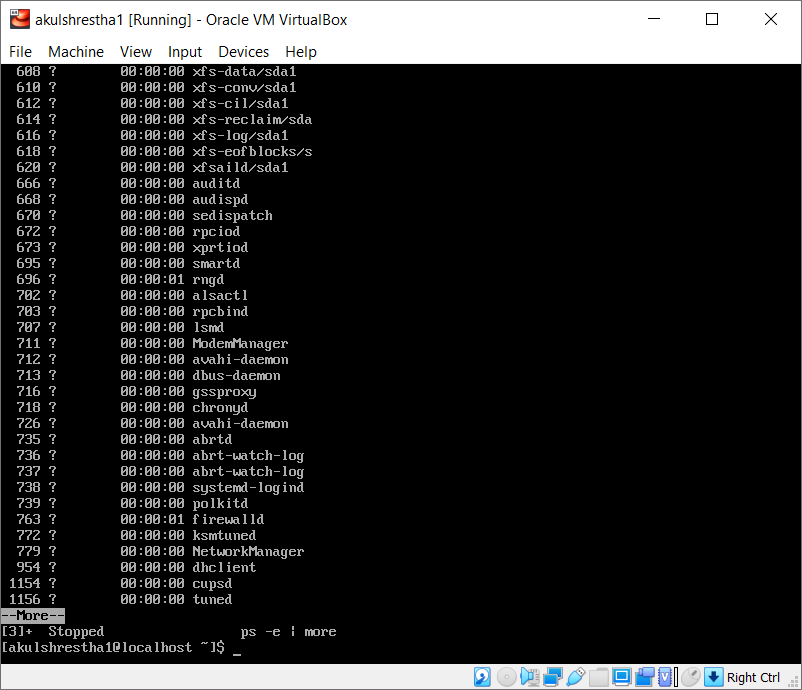 akulshrestha1 [Running] - Oracle VM VirtualBox
File Machine View Input Devices Help
608 ? 00:00:00 xfs-data/sda1
610 ? 00:00:00 xfs-conv/sda1
612 ? 00:00:00 xfs-cil/sda1
614 ? 00:00:00 xfs-reclaim/sda
616 ? 00:00:00 xfs-log/sda1
618 ? 00:00:00 xfs-eofblocks/s
620 ? 00:00:00 xfsaild/sda1
666 ? 00:00:00 auditd
668 ? 00:00:00 audispd
670 ? 00:00:00 sedispatch
672 ? 00:00:00 rpciod
673 ? 00:00:00 xprtiod
695 ? 00:00:00 smartd
696 ? 00:00:01 rngd
702 ? 00:00:00 alsactl
703 ? 00:00:00 rpcbind
707 ? 00:00:00 lsmd
711 ? 00:00:00 ModemManager
712 ? 00:00:00 avahi-daemon
713 ? 00:00:00 dbus-daemon
716 ? 00:00:00 gssproxy
718 ? 00:00:00 chronyd
726 ? 00:00:00 avahi-daemon
735 ? 00:00:00 abrtd
736 ? 00:00:00 abrt-watch-log
737 ? 00:00:00 abrt-watch-log
738 ? 00:00:00 systemd-logind
739 ? 00:00:00 polkitd
763 ? 00:00:01 firewalld
772 ? 00:00:00 ksmtuned
779 ? 00:00:00 NetworkManager
954 ? 00:00:00 dhclient
1154 ? 00:00:00 cupsd
1156 ? 00:00:00 tuned
--More--
[3]+ Stopped ps -e | more
[akulshrestha1@localhost ~]$ _
Right Ctrl